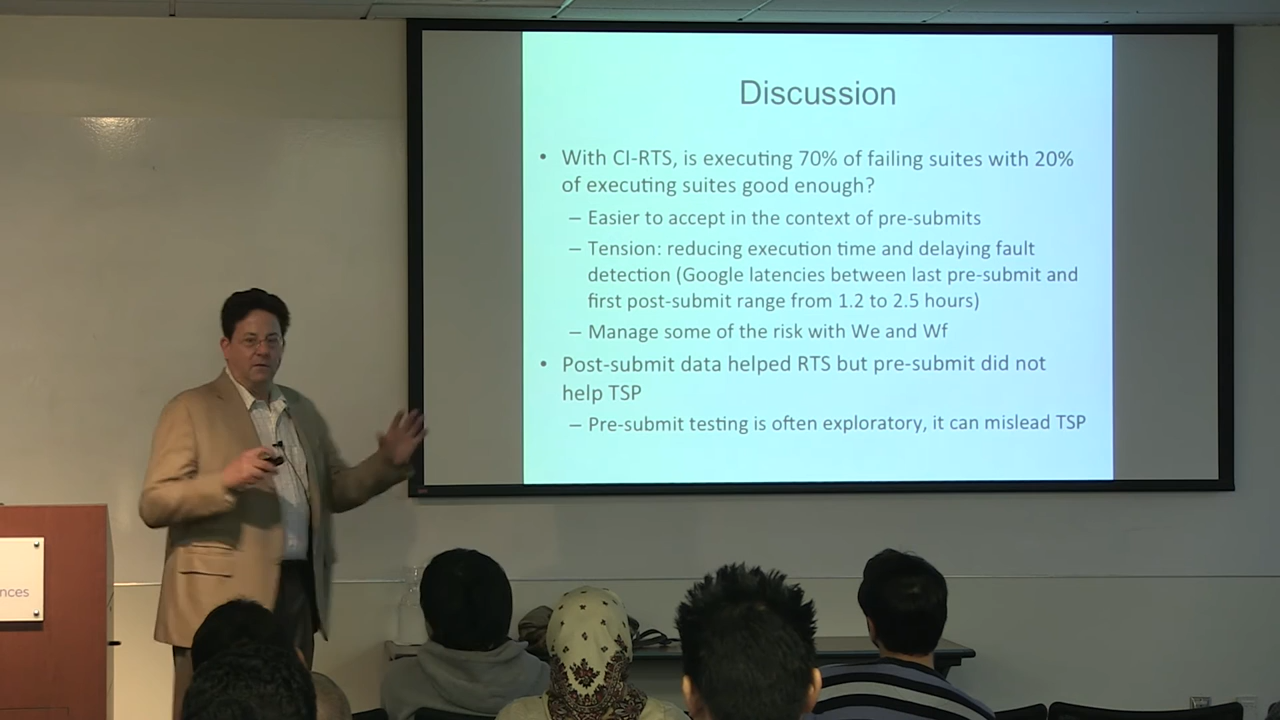 Discussion
• With CI-RTS, is executing 70% of failing suites with 20%
of executing suites good enough?
– Easier to accept in the context of pre-submits
– Tension: reducing execution time and delaying fault
detection (Google latencies between last pre-submit and
first post-submit range from 1.2 to 2.5 hours)
– Manage some of the risk with We and Wf
• Post-submit data helped RTS but pre-submit did not
help TSP
– Pre-submit testing is often exploratory, it can mislead TSP
nces